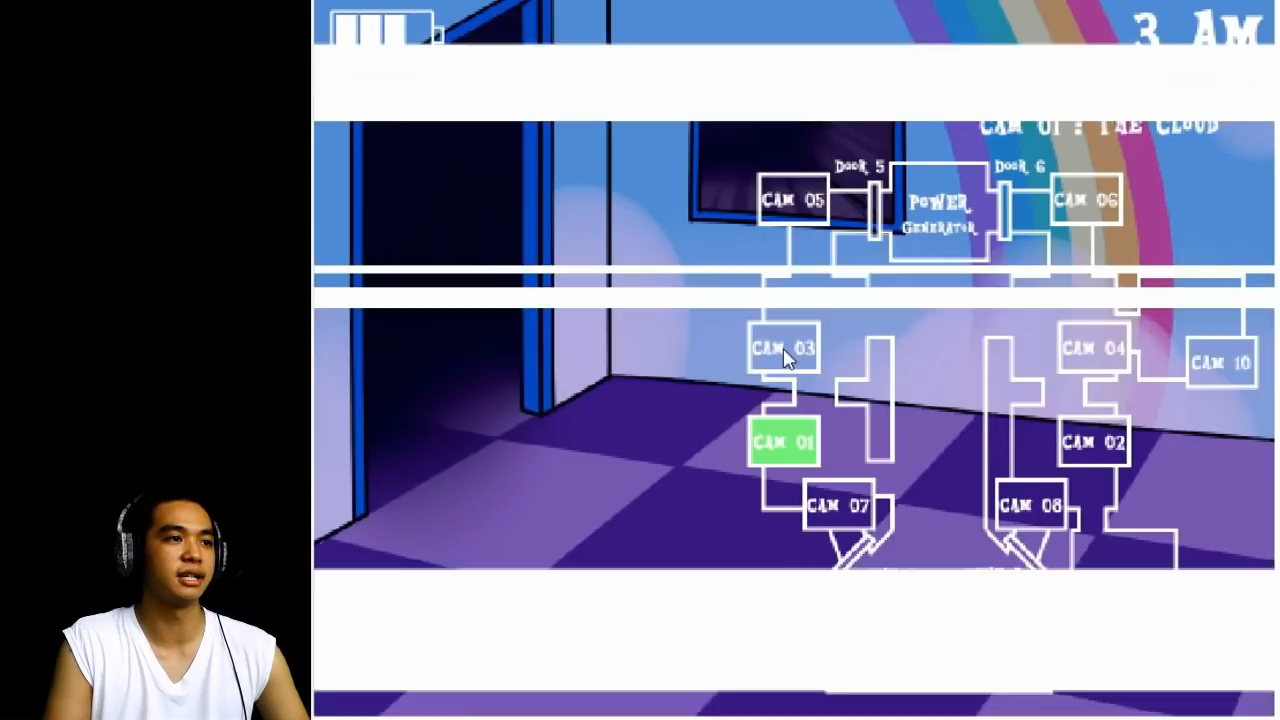 3 AM
CAM 01 : THE CLOUD
DOOR 5
DOOR 6
CAM 05
POWER
GENERATOR
CAM 06
CAM 03
CAM 04
CAM 10
CAM 01
CAM 02
CAM 07
CAM 08